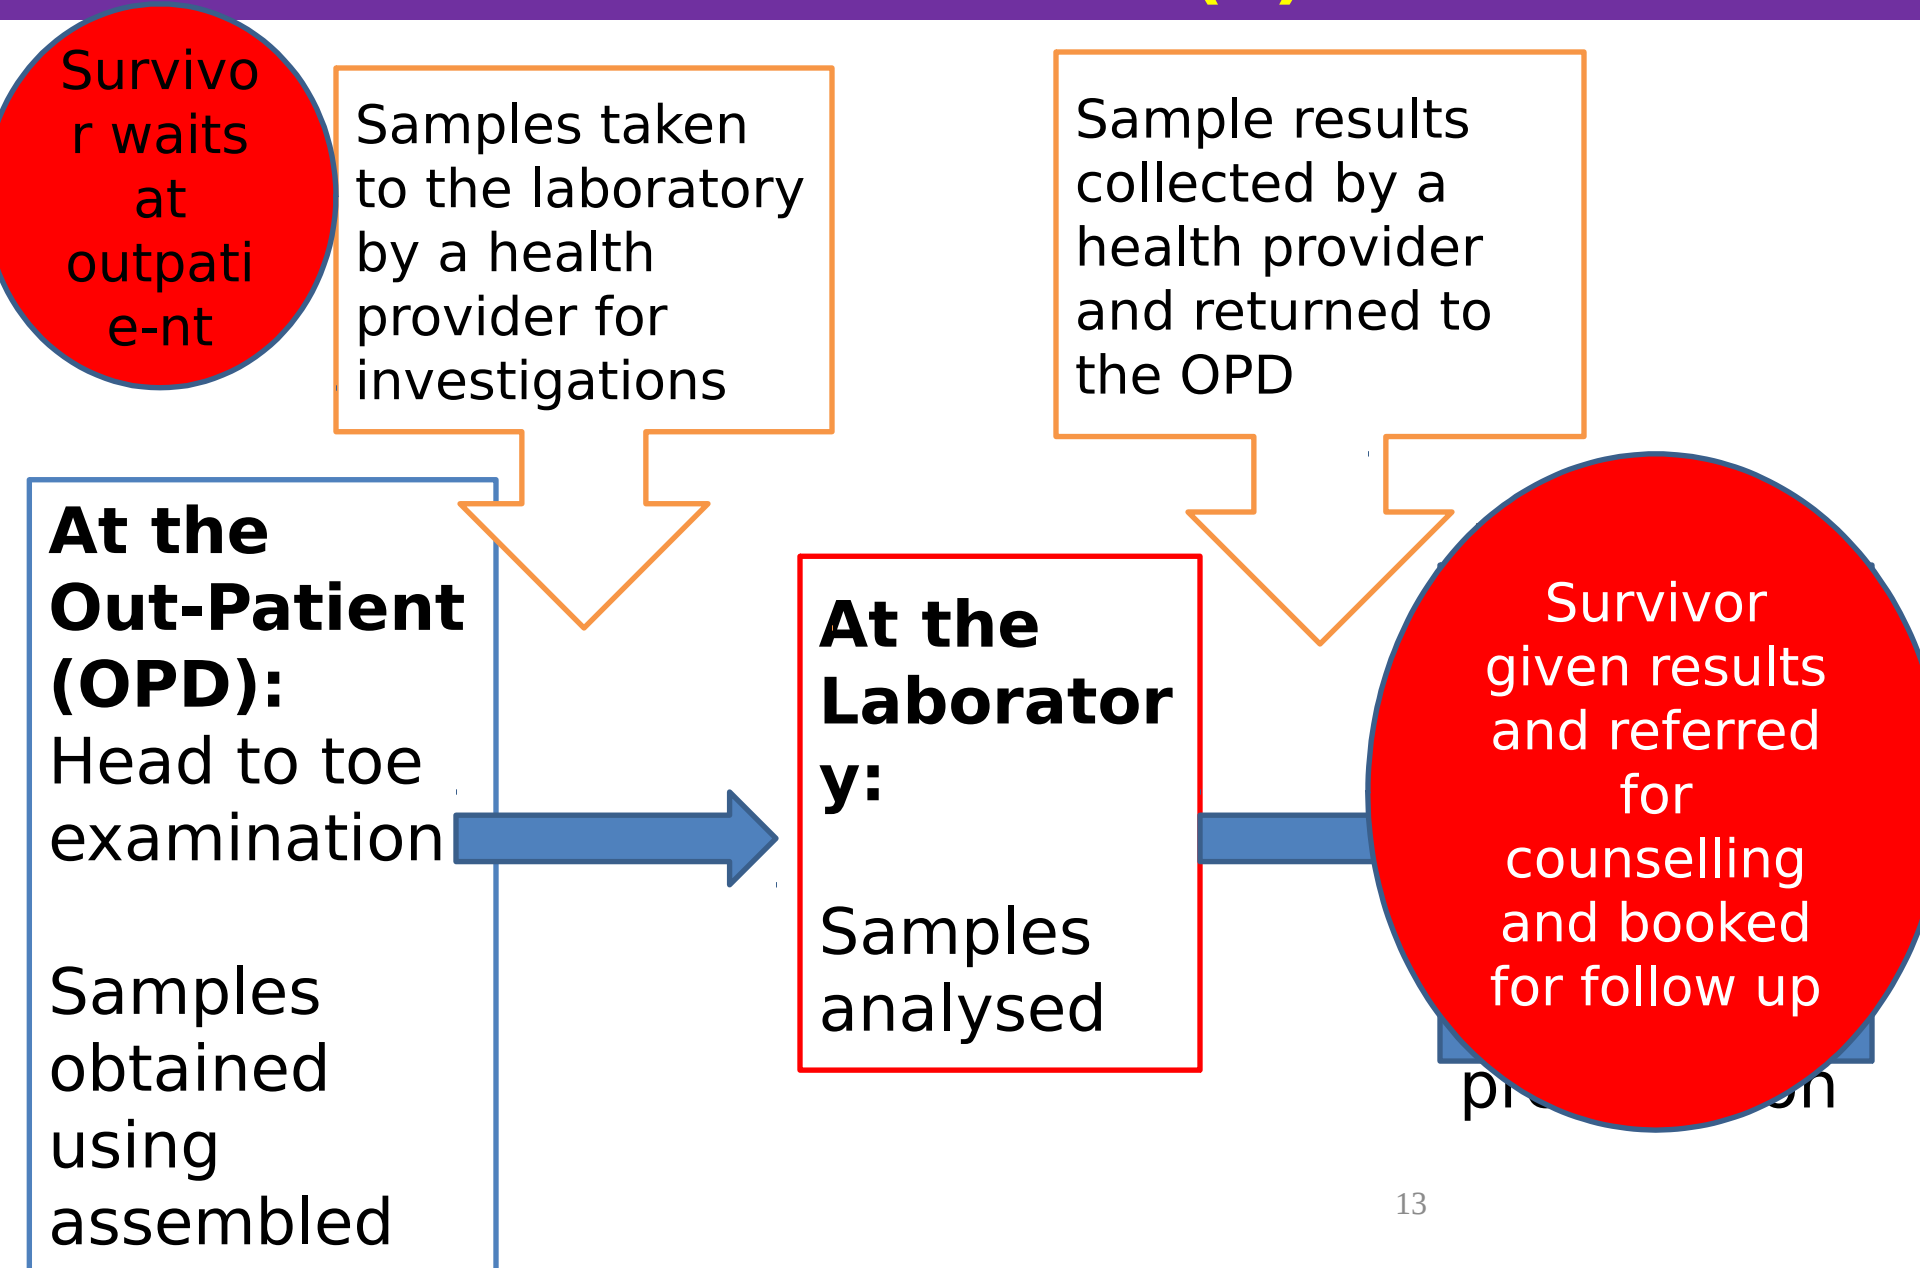 Survivo
r waits
at
outpati
e-nt
Samples taken
to the laboratory
by a health
provider for
investigations
Sample results
collected by a
health provider
and returned to
the OPD
At the
Out-Patient
(OPD):
Head to toe
examination
Samples
obtained
using
assembled
At the
Laborator
y:
Samples
analysed
Survivor
given results
and referred
for
counselling
and booked
for follow up
13